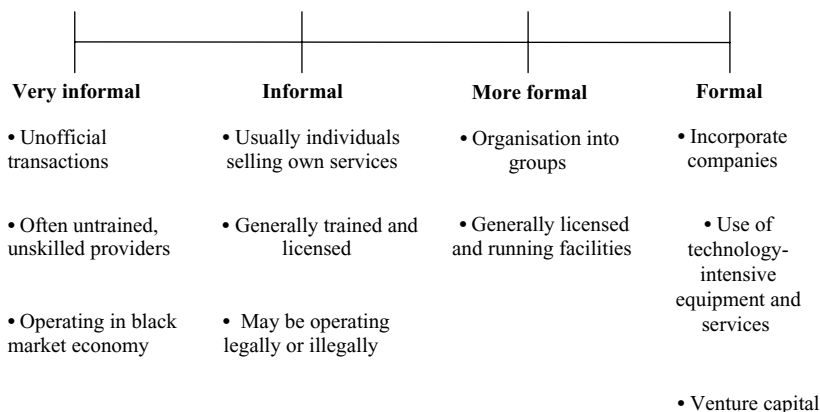 Very informal
• Unofficial
transactions
• Often untrained,
unskilled providers
• Operating in black
market economy
Informal
• Usually individuals
selling own services
• Generally trained and
licensed
• May be operating
legally or illegally
More formal
• Organisation into
groups
• Generally licensed
and running facilities
Formal
• Incorporate
companies
• Use of
technology-
intensive
equipment and
services
• Venture capital